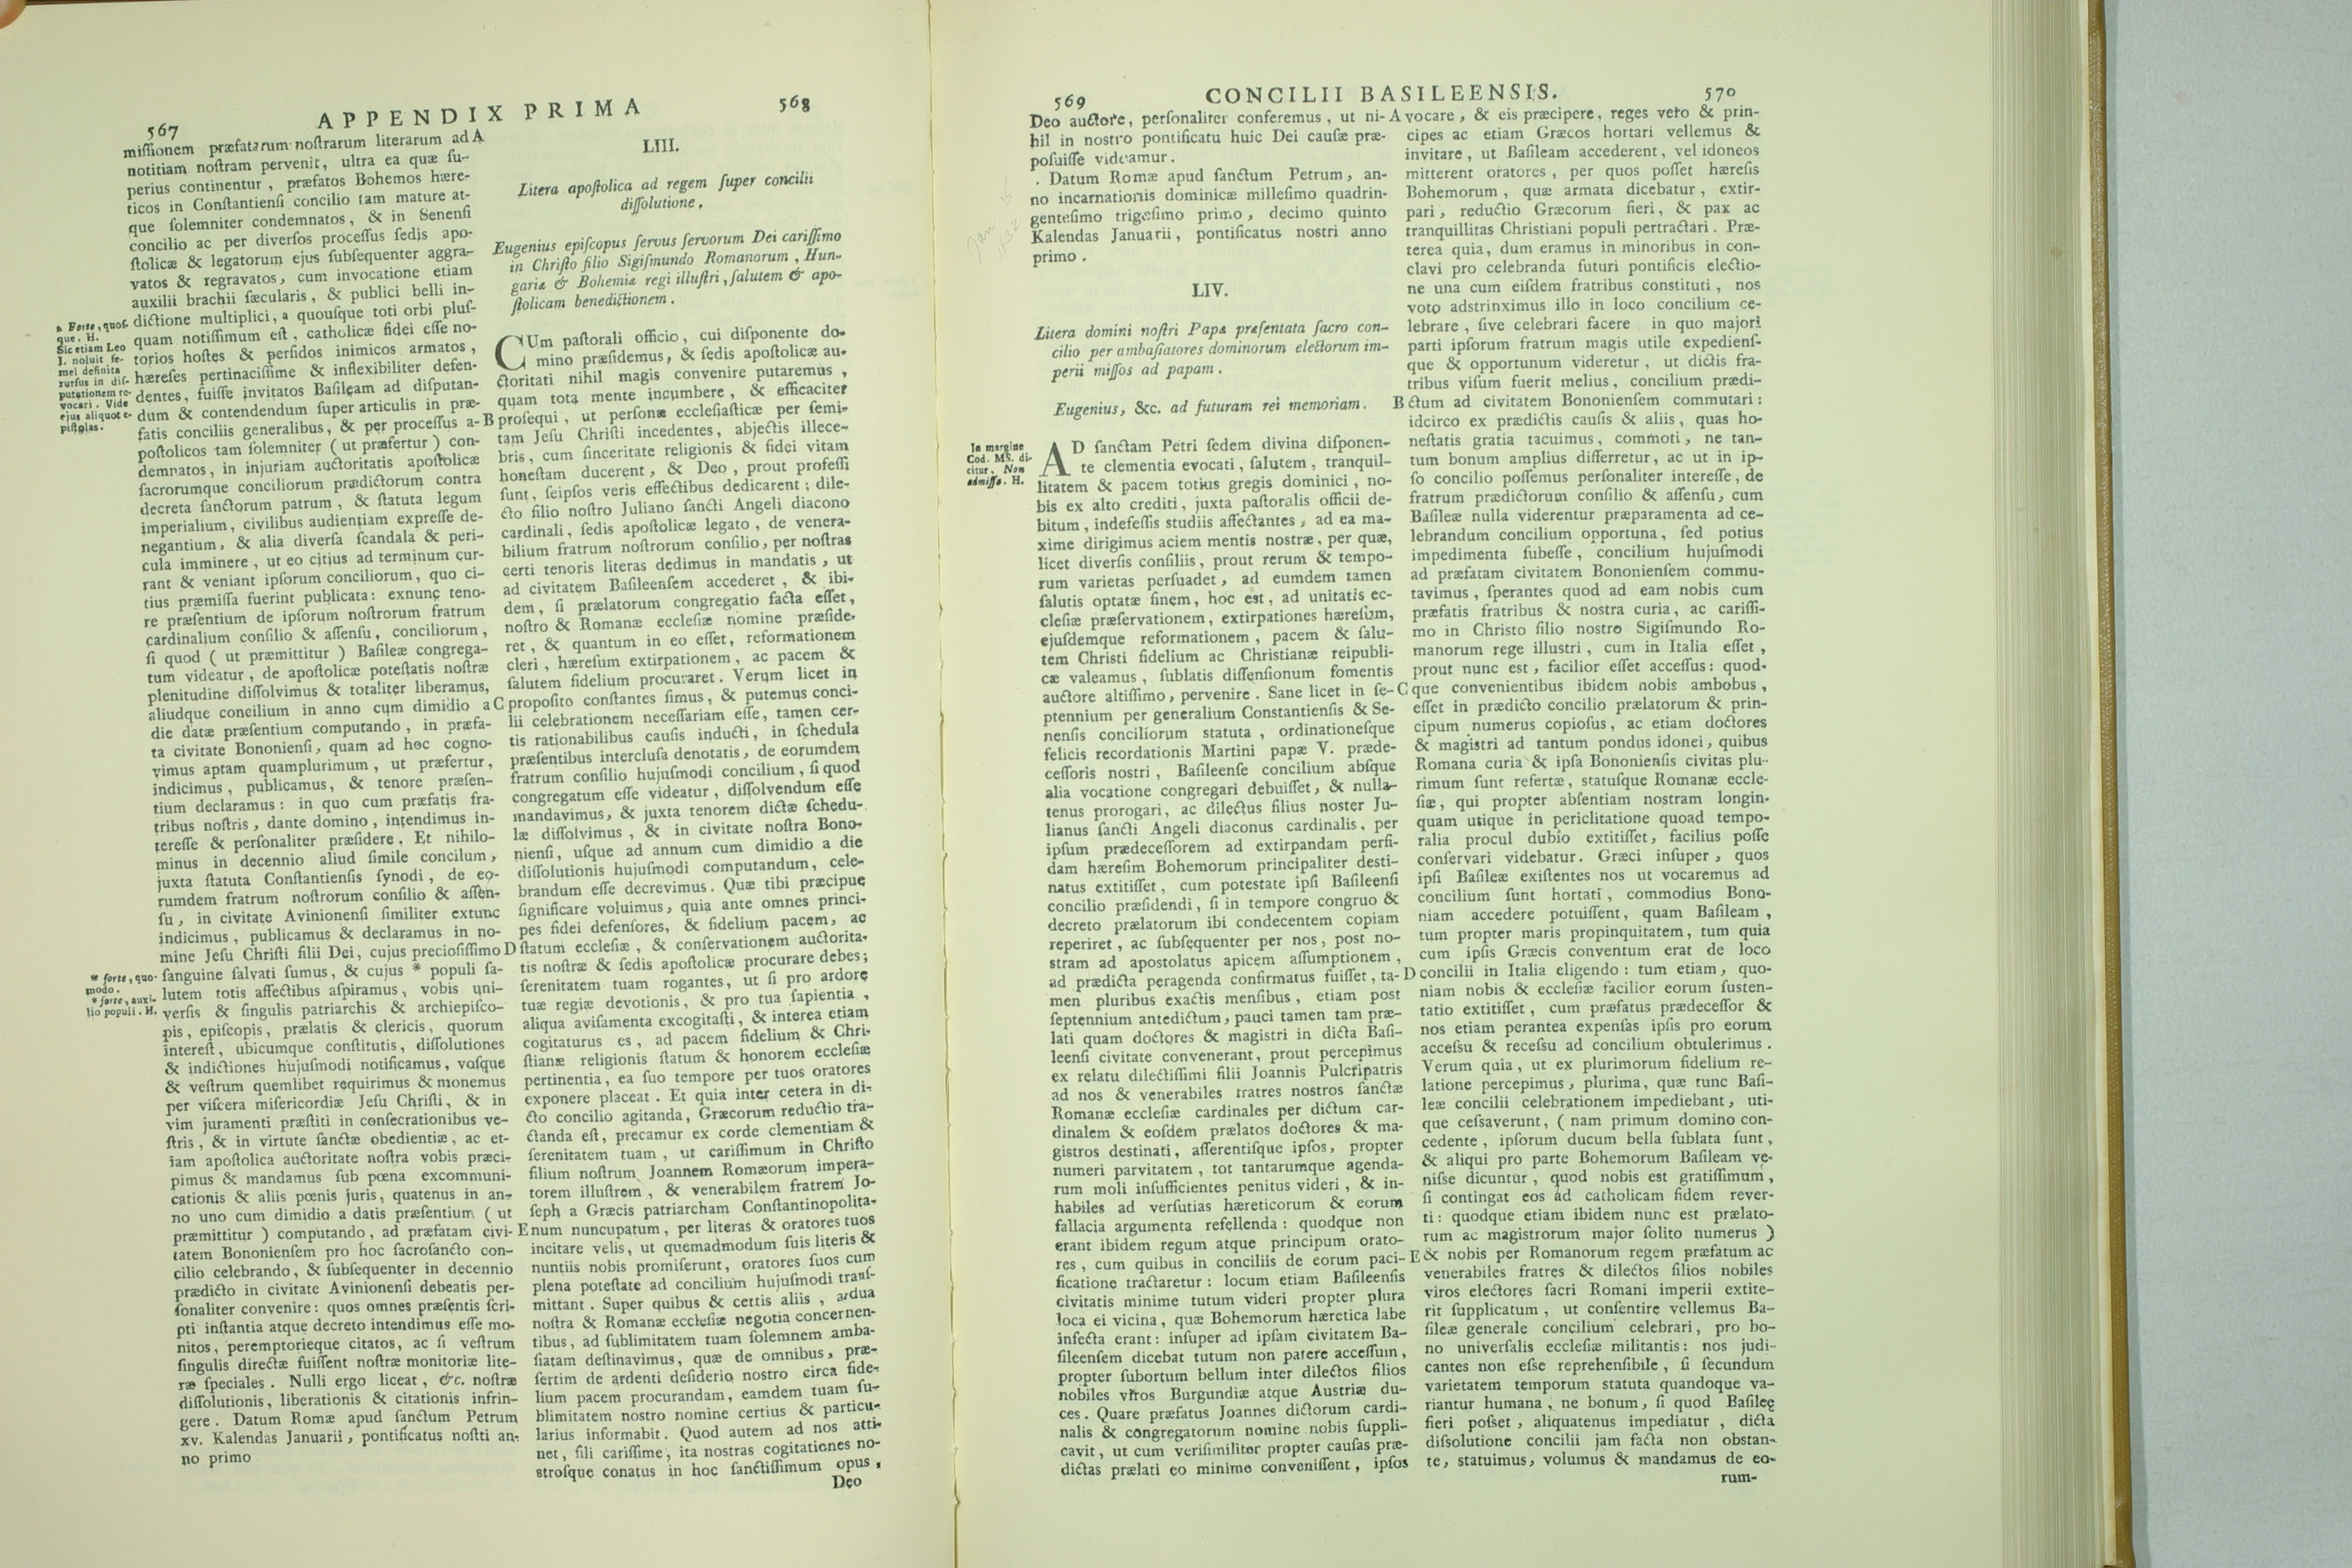 APPENDIX PRIMA
567
568
missionem præfatarum nostrarum literarum ad A
notitiam nostram pervenit, ultra ea quæ su-
perius continentur, præfatos Bohemos hære-
ticos in Constantiensi concilio tam mature at-
que solemniter condemnatos, & in Senensi
concilio ac per diversos processus sedis apo-
stolicæ & legatorum ejus subsequenter aggra-
vatos & regravatos, cum invocatione etiam
auxilii brachii sæcularis, & publici belli in-
dictione multiplici, a quousque toti orbi plus-
quam notissimum est, catholicæ fidei esse no-
torios hostes & perfidos inimicos armatos,
hæreses pertinacissime & inflexibiliter defen-
dentes, fuisse invitatos Basileam ad disputan-
dum & contendendum super articulis in præ-
fatis conciliis generalibus, & per processus a- B
postolicos tam solemniter ( ut præfertur ) con-
demnatos, in injuriam auctoritatis apostolicæ
sacrorumque conciliorum prædictorum contra
decreta sanctorum patrum, & statuta legum
imperialium, civilibus audientiam expresse de-
negantium, & alia diversa scandala & peri-
cula imminere, ut eo citius ad terminum cur-
rant & veniant ipsorum conciliorum, quo ci-
tius præmissa fuerint publicata: exnunc teno-
re præsentium de ipsorum nostrorum fratrum
cardinalium consilio & assensu, conciliorum,
si quod ( ut præmittitur ) Basileæ congrega-
tum videatur, de apostolicæ potestatis nostræ
plenitudine dissolvimus & totaliter liberamus,
aliudque concilium in anno cum dimidio a C
die datæ præsentium computando, in præfa-
ta civitate Bononiensi, quam ad hoc cogno-
vimus aptam quamplurimum, ut præfertur,
indicimus, publicamus, & tenore præsen-
tium declaramus: in quo cum præfatis fra-
tribus nostris, dante domino, intendimus in-
teresse & personaliter præsidere. Et nihilo-
minus in decennio aliud simile concilum,
juxta statuta Constantiensis synodi, de eo-
rumdem fratrum nostrorum consilio & assen-
su, in civitate Avinionensi similiter extunc
indicimus, publicamus & declaramus in no-
mine Jesu Christi filii Dei, cujus preciosissimo D
sanguine salvati sumus, & cujus * populi sa-
lutem totis affectibus aspiramus, vobis uni-
versis & singulis patriarchis & archiepisco-
pis, episcopis, prælatis & clericis, quorum
interest, ubicumque constitutis, dissolutiones
& indictiones hujusmodi notificamus, vosque
& vestrum quemlibet requirimus & monemus
per viscera misericordiæ Jesu Christi, & in
vim juramenti præstiti in consecrationibus ve-
stris, & in virtute sanctæ obedientiæ, ac et-
iam apostolica auctoritate nostra vobis præci-
pimus & mandamus sub pœna excommuni-
cationis & aliis pœnis juris, quatenus in an-
no uno cum dimidio a datis præsentium ( ut
præmittitur ) computando, ad præfatam civi- E
tatem Bononiensem pro hoc sacrosancto con-
cilio celebrando, & subsequenter in decennio
prædicto in civitate Avinionensi debeatis per-
sonaliter convenire: quos omnes præsentis scri-
pti instantia atque decreto intendimus esse mo-
nitos, peremptorieque citatos, ac si vestrum
singulis directæ fuissent nostræ monitoriæ lite-
ræ speciales. Nulli ergo liceat, &c. nostræ
dissolutionis, liberationis & citationis infrin-
gere. Datum Romæ apud sanctum Petrum
xv. Kalendas Januarii, pontificatus nostri an-
no primo
a Forte, quos-
que. H.
Sic etiam Leo
I. noluit se-
mel definita
rursus in dis-
putationem re-
vocari. Vide
ejus aliquot e-
pistolas.
* forte, quo-
modo.
* forte, auxi-
lio populi. H.
LIII.
Litera apostolica ad regem super concilii
dissolutione,
Eugenius episcopus servus servorum Dei carissimo
in Christo filio Sigismundo Romanorum, Hun-
gariæ & Bohemiæ regi illustri, salutem & apo-
stolicam benedictionem.
CUm pastorali officio, cui disponente do-
mino præsidemus, & sedis apostolicæ au-
ctoritati nihil magis convenire putaremus,
quam tota mente incumbere, & efficaciter
prosequi, ut personæ ecclesiasticæ per semi-
tam Jesu Christi incedentes, abjectis illece-
bris, cum sinceritate religionis & fidei vitam
honestam ducerent, & Deo, prout professi
sunt, seipsos veris effectibus dedicarent; dile-
cto filio nostro Juliano sancti Angeli diacono
cardinali, sedis apostolicæ legato, de venera-
bilium fratrum nostrorum consilio, per nostras
certi tenoris literas dedimus in mandatis, ut
ad civitatem Basileensem accederet, & ibi-
dem, si prælatorum congregatio facta esset,
nostro & Romanæ ecclesiæ nomine præside-
ret, & quantum in eo esset, reformationem
cleri, hæresum extirpationem, ac pacem &
salutem fidelium procuraret. Verum licet in
proposito constantes simus, & putemus conci-
lii celebrationem necessariam esse, tamen cer-
tis rationabilibus causis inducti, in schedula
præsentibus interclusa denotatis, de eorumdem
fratrum consilio hujusmodi concilium, si quod
congregatum esse videatur, dissolvendum esse
mandavimus, & juxta tenorem dictæ schedu-
læ dissolvimus, & in civitate nostra Bono-
niensi, usque ad annum cum dimidio a die
dissolutionis hujusmodi computandum, cele-
brandum esse decrevimus. Quæ tibi præcipue
significare voluimus, quia ante omnes princi-
pes fidei defensores, & fidelium pacem, ac
statum ecclesiæ, & conservationem auctorita-
tis nostræ & sedis apostolicæ procurare debes;
serenitatem tuam rogantes, ut si pro ardore
tuæ regiæ devotionis, & pro tua sapientia,
aliqua avisamenta excogitasti, & interea etiam
cogitaturus es, ad pacem fidelium & Chri-
stianæ religionis statum & honorem ecclesiæ
pertinentia, ea suo tempore per tuos oratores
exponere placeat. Et quia inter cetera in di-
cto concilio agitanda, Græcorum reductio tra-
ctanda est, precamur ex corde clementiam &
serenitatem tuam, ut carissimum in Christo
filium nostrum Joannem Romæorum impera-
torem illustrem, & venerabilem fratrem Jo-
seph a Græcis patriarcham Constantinopolita-
num nuncupatum, per literas & oratores tuos
incitare velis, ut quemadmodum suis literis &
nuntiis nobis promiserunt, oratores suos cum
plena potestate ad concilium hujusmodi trans-
mittant. Super quibus & certis aliis, ardua
nostra & Romanæ ecclesiæ negotia concernen-
tibus, ad sublimitatem tuam solemnem amba-
siatam destinavimus, quæ de omnibus, præ-
sertim de ardenti desiderio nostro circa fide-
lium pacem procurandam, eamdem tuam su-
blimitatem nostro nomine certius & particu-
larius informabit. Quod autem ad nos atti-
net, fili carissime, ita nostras cogitationes no-
strosque conatus in hoc sanctissimum opus,
Deo
CONCILII BASILEENSIS.
569
570
Deo auctore, personaliter conferemus, ut ni- A
hil in nostro pontificatu huic Dei causæ præ-
posuisse videamur.
. Datum Romæ apud sanctum Petrum, an-
no incarnationis dominicæ millesimo quadrin-
gentesimo trigesimo primo, decimo quinto
Kalendas Januarii, pontificatus nostri anno
primo.
LIV.
Litera domini nostri Papæ præsentata sacro con-
cilio per ambasiatores dominorum electorum im-
perii missos ad papam.
Eugenius, &c. ad futuram rei memoriam. B
AD sanctam Petri sedem divina disponen-
te clementia evocati, salutem, tranquil-
litatem & pacem totius gregis dominici, no-
bis ex alto crediti, juxta pastoralis officii de-
bitum, indefessis studiis affectantes, ad ea ma-
xime dirigimus aciem mentis nostræ, per quæ,
licet diversis consiliis, prout rerum & tempo-
rum varietas persuadet, ad eumdem tamen
salutis optatæ finem, hoc est, ad unitatis ec-
clesiæ præservationem, extirpationes hæresum,
ejusdemque reformationem, pacem & salu-
tem Christi fidelium ac Christianæ reipubli-
cæ valeamus, sublatis dissensionum fomentis
auctore altissimo, pervenire. Sane licet in se- C
ptennium per generalium Constantiensis & Se-
nensis conciliorum statuta, ordinationesque
felicis recordationis Martini papæ V. præde-
cessoris nostri, Basileense concilium absque
alia vocatione congregari debuisset, & nulla-
tenus prorogari, ac dilectus filius noster Ju-
lianus sancti Angeli diaconus cardinalis, per
ipsum prædecessorem ad extirpandam perfi-
dam hæresim Bohemorum principaliter desti-
natus extitisset, cum potestate ipsi Basileensi
concilio præsidendi, si in tempore congruo &
decreto prælatorum ibi condecentem copiam
reperiret, ac subsequenter per nos, post no-
stram ad apostolatus apicem assumptionem,
ad prædicta peragenda confirmatus fuisset, ta- D
men pluribus exactis mensibus, etiam post
septennium antedictum, pauci tamen tam præ-
lati quam doctores & magistri in dicta Basi-
leensi civitate convenerant, prout percepimus
ex relatu dilectissimi filii Joannis Pulcripatris
ad nos & venerabiles fratres nostros sanctæ
Romanæ ecclesiæ cardinales per dictum car-
dinalem & eosdem prælatos doctores & ma-
gistros destinati, asserentisque ipsos, propter
numeri parvitatem, tot tantarumque agenda-
rum moli insufficientes penitus videri, & in-
habiles ad versutias hæreticorum & eorum
fallacia argumenta refellenda: quodque non
erant ibidem regum atque principum orato-
res, cum quibus in conciliis de eorum paci- E
ficatione tractaretur: locum etiam Basileensis
civitatis minime tutum videri propter plura
loca ei vicina, quæ Bohemorum hæretica labe
infecta erant: insuper ad ipsam civitatem Ba-
sileensem dicebat tutum non patere accessum,
propter subortum bellum inter dilectos filios
nobiles viros Burgundiæ atque Austriæ du-
ces. Quare præfatus Joannes dictorum cardi-
nalis & congregatorum nomine nobis suppli-
cavit, ut cum verisimiliter propter causas præ-
dictas prælati eo minime convenissent, ipsos
In margine
Cod. MS. di-
citur. Non
admissa. H.
vocare, & eis præcipere, reges vero & prin-
cipes ac etiam Græcos hortari vellemus &
invitare, ut Basileam accederent, vel idoneos
mitterent oratores, per quos posset hæresis
Bohemorum, quæ armata dicebatur, extir-
pari, reductio Græcorum fieri, & pax ac
tranquillitas Christiani populi pertractari. Præ-
terea quia, dum eramus in minoribus in con-
clavi pro celebranda futuri pontificis electio-
ne una cum eisdem fratribus constituti, nos
voto adstrinximus illo in loco concilium ce-
lebrare, sive celebrari facere in quo majori
parti ipsorum fratrum magis utile expediens-
que & opportunum videretur, ut dictis fra-
tribus visum fuerit melius, concilium prædi-
ctum ad civitatem Bononiensem commutari:
idcirco ex prædictis causis & aliis, quas ho-
nestatis gratia tacuimus, commoti, ne tan-
tum bonum amplius differretur, ac ut in ip-
so concilio possemus personaliter interesse, de
fratrum prædictorum consilio & assensu, cum
Basileæ nulla viderentur præparamenta ad ce-
lebrandum concilium opportuna, sed potius
impedimenta subesse, concilium hujusmodi
ad præfatam civitatem Bononiensem commu-
tavimus, sperantes quod ad eam nobis cum
præfatis fratribus & nostra curia, ac carissi-
mo in Christo filio nostro Sigismundo Ro-
manorum rege illustri, cum in Italia esset,
prout nunc est, facilior esset accessus: quod-
que convenientibus ibidem nobis ambobus,
esset in prædicto concilio prælatorum & prin-
cipum numerus copiosus, ac etiam doctores
& magistri ad tantum pondus idonei, quibus
Romana curia & ipsa Bononiensis civitas plu-
rimum sunt refertæ, statusque Romanæ eccle-
siæ, qui propter absentiam nostram longin-
quam utique in periclitatione quoad tempo-
ralia procul dubio extitisset, facilius posse
conservari videbatur. Græci insuper, quos
ipsi Basileæ existentes nos ut vocaremus ad
concilium sunt hortati, commodius Bono-
niam accedere potuissent, quam Basileam,
tum propter maris propinquitatem, tum quia
cum ipsis Græcis conventum erat de loco
concilii in Italia eligendo: tum etiam, quo-
niam nobis & ecclesiæ facilior eorum susten-
tatio extitisset, cum præfatus prædecessor &
nos etiam perantea expensas ipsis pro eorum
accessu & recessu ad concilium obtulerimus.
Verum quia, ut ex plurimorum fidelium re-
latione percepimus, plurima, quæ tunc Basi-
leæ concilii celebrationem impediebant, uti-
que cessaverunt, ( nam primum domino con-
cedente, ipsorum ducum bella sublata sunt,
& aliqui pro parte Bohemorum Basileam ve-
nisse dicuntur, quod nobis est gratissimum,
si contingat eos ad catholicam fidem rever-
ti: quodque etiam ibidem nunc est prælato-
rum ac magistrorum major solito numerus )
& nobis per Romanorum regem præfatum ac
venerabiles fratres & dilectos filios nobiles
viros electores sacri Romani imperii extite-
rit supplicatum, ut consentire vellemus Ba-
sileæ generale concilium celebrari, pro bo-
no universalis ecclesiæ militantis: nos judi-
cantes non esse reprehensibile, si secundum
varietatem temporum statuta quandoque va-
riantur humana, ne bonum, si quod Basileę
fieri posset, aliquatenus impediatur, dicta
dissolutione concilii jam facta non obstan-
te, statuimus, volumus & mandamus de eo-
rum-